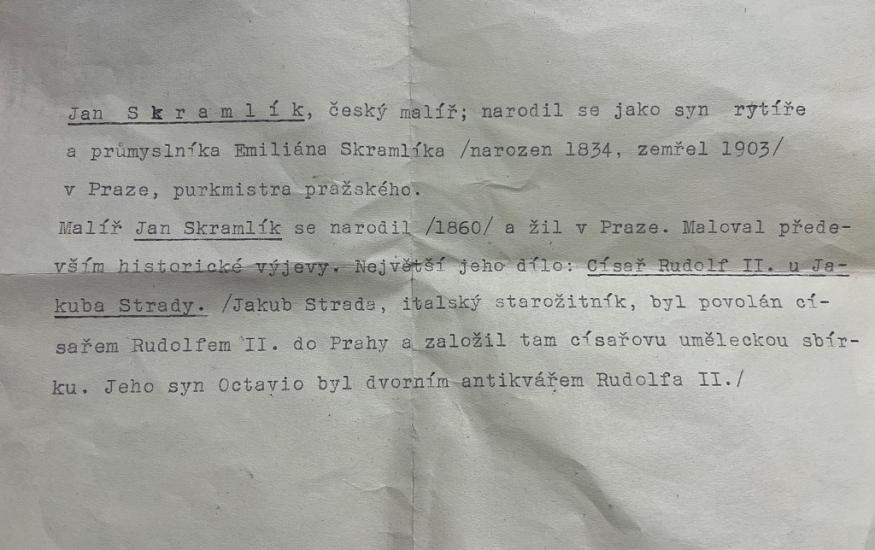 Jan S k r a m l í k, český malíř; narodil se jako syn rytíře
a průmyslníka Emiliána Skramlíka /narozen 1834, zemřel 1903/
v Praze, purkmistra pražského.
Malíř Jan Skramlík se narodil /1860/ a žil v Praze. Maloval přede-
vším historické výjevy. Největší jeho dílo: Císař Rudolf II. u Ja-
kuba Strady. /Jakub Strada, italský starožitník, byl povolán cí-
sařem Rudolfem II. do Prahy a založil tam císařovu uměleckou sbír-
ku. Jeho syn Octavio byl dvorním antikvářem Rudolfa II./